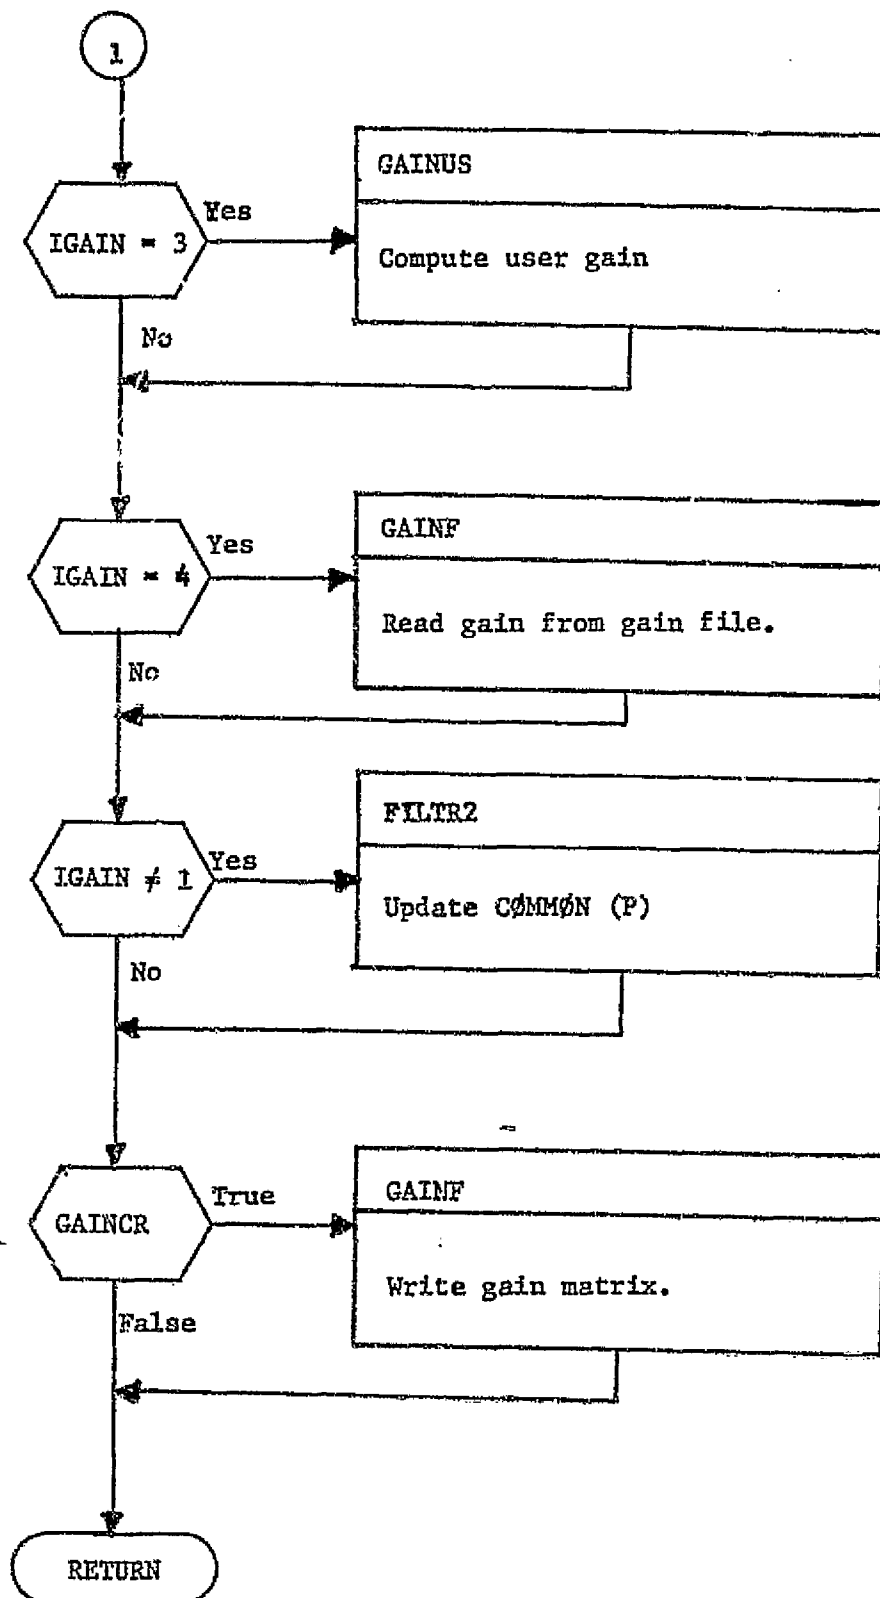 1
GAINUS
IGAIN = 3
Yes
Compute user gain
No
GAINF
IGAIN = 4
Yes
Read gain from gain file.
No
FILTR2
IGAIN ≠ 1
Yes
Update CØMMØN (P)
No
GAINF
GAINCR
True
Write gain matrix.
False
RETURN